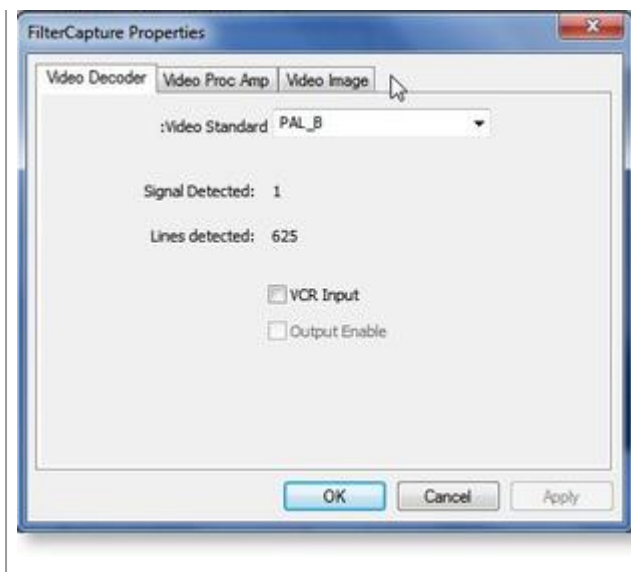 FilterCapture Properties
Video Decoder Video Proc Amp Video Image
:Video Standard PAL_B
Signal Detected: 1
Lines detected: 625
VCR Input
Output Enable
OK Cancel Apply